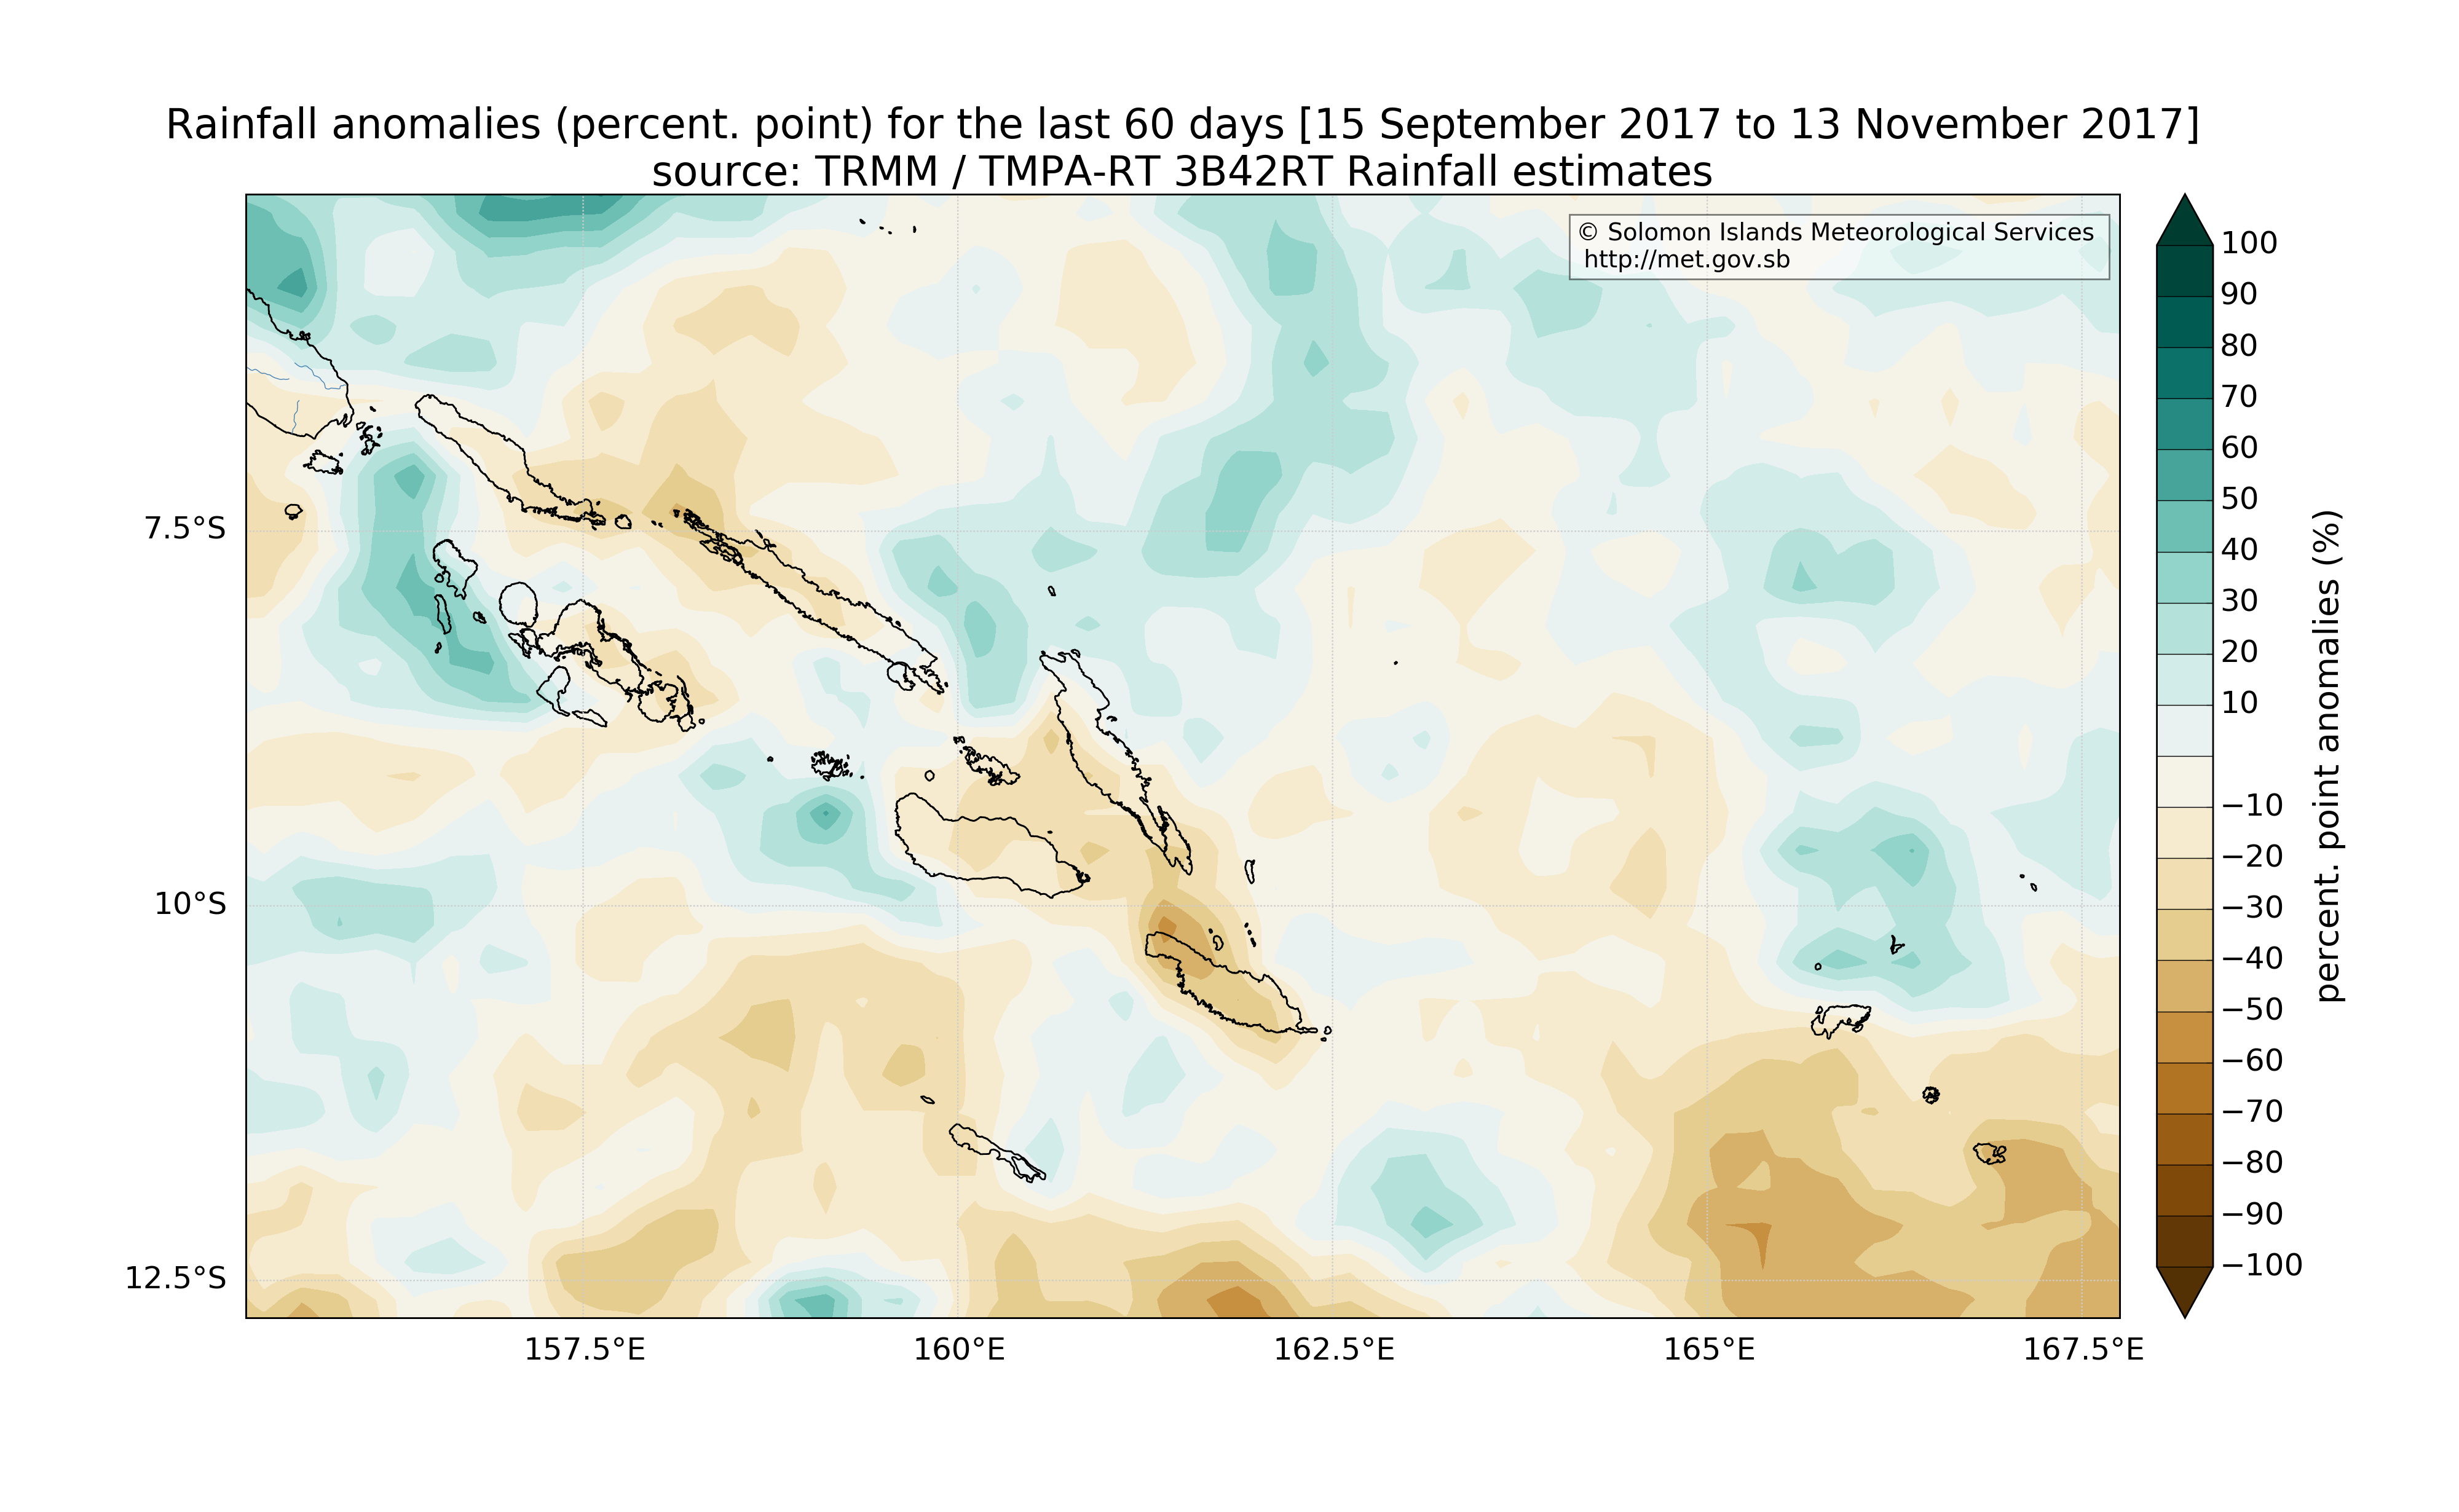 Rainfall anomalies (percent. point) for the last 60 days [15 September 2017 to 13 November 2017]
source: TRMM / TMPA-RT 3B42RT Rainfall estimates
© Solomon Islands Meteorological Services
http://met.gov.sb
7.5°S
10°S
12.5°S
157.5°E
160°E
162.5°E
165°E
167.5°E
100
90
80
70
60
50
40
30
20
10
−10
−20
−30
−40
−50
−60
−70
−80
−90
−100
percent. point anomalies (%)